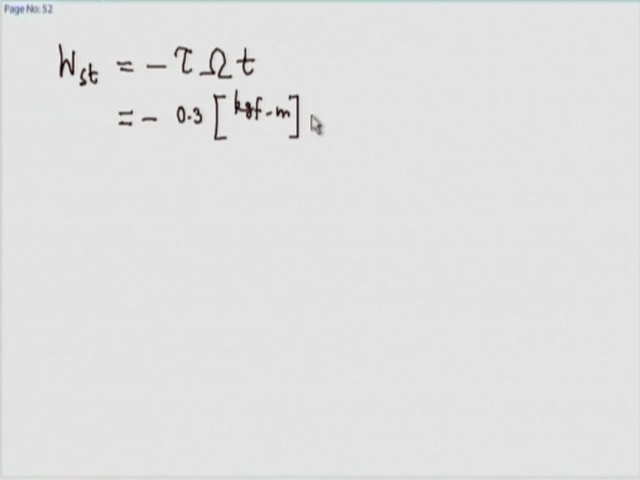 Page No: 52
W_st = - τ Ω t
= - 0.3 [kgf-m]